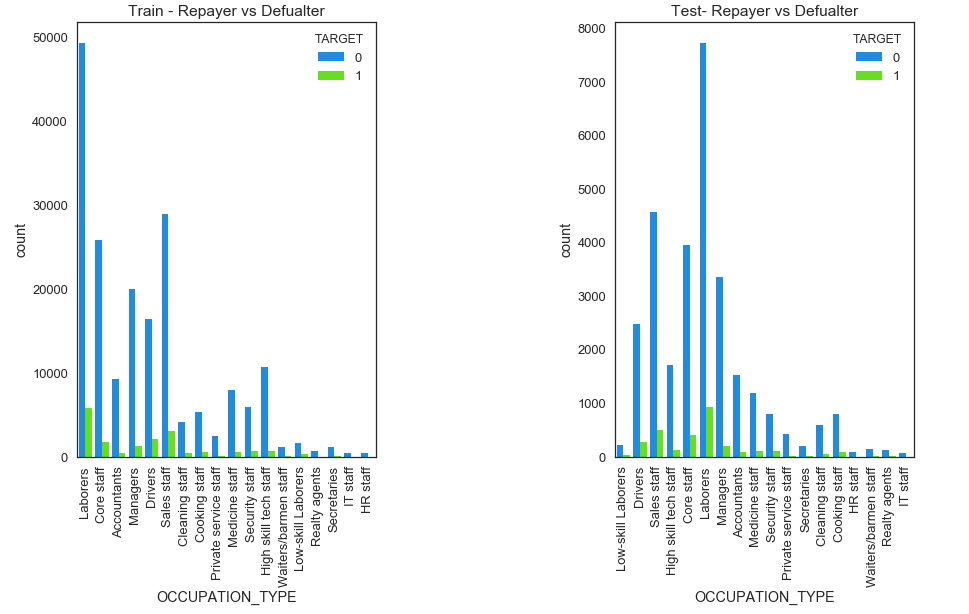 Train - Repayer vs Defualter
TARGET
0
1
50000
40000
30000
20000
10000
0
count
Laborers
Core staff
Accountants
Managers
Drivers
Sales staff
Cleaning staff
Cooking staff
Private service staff
Medicine staff
Security staff
High skill tech staff
Waiters/barmen staff
Low-skill Laborers
Realty agents
Secretaries
IT staff
HR staff
OCCUPATION_TYPE
Test- Repayer vs Defualter
TARGET
0
1
8000
7000
6000
5000
4000
3000
2000
1000
0
count
Low-skill Laborers
Drivers
Sales staff
High skill tech staff
Core staff
Laborers
Managers
Accountants
Medicine staff
Security staff
Private service staff
Secretaries
Cleaning staff
Cooking staff
HR staff
Waiters/barmen staff
Realty agents
IT staff
OCCUPATION_TYPE